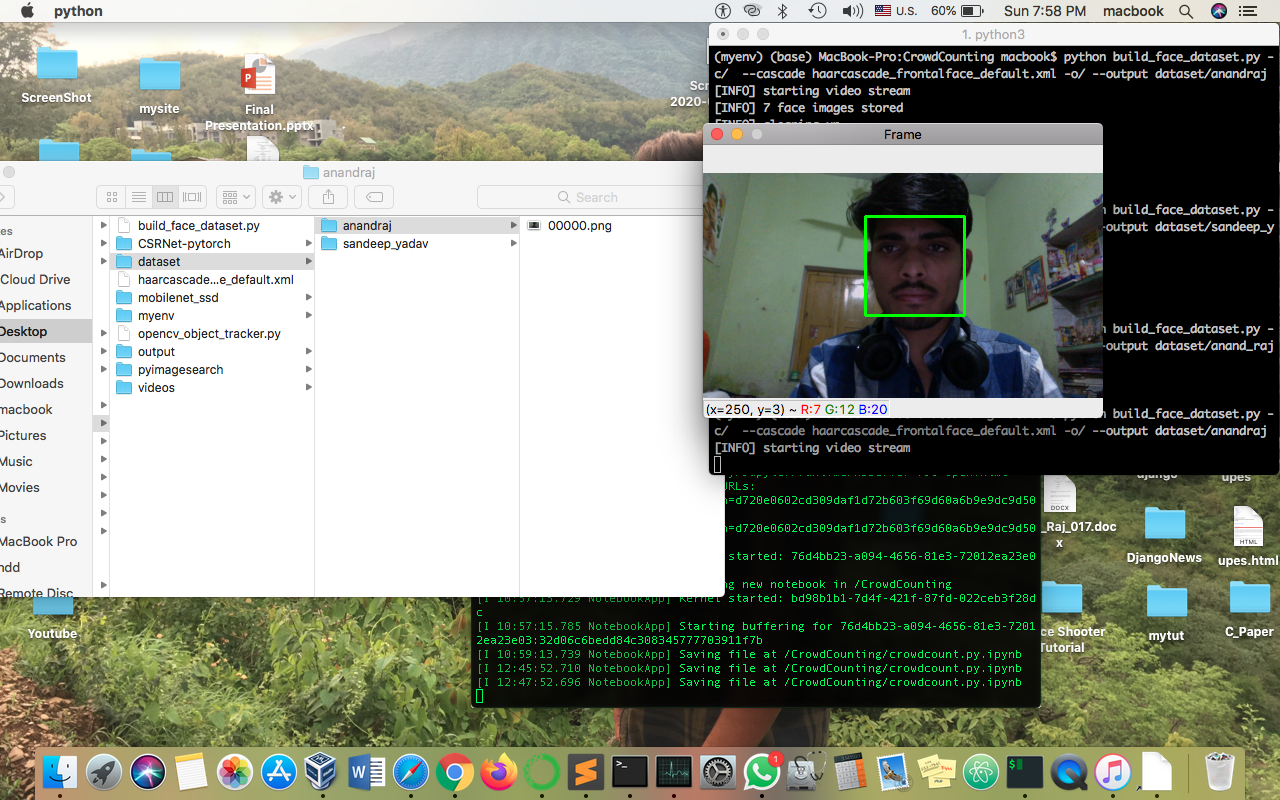 python
U.S.
60%
Sun 7:58 PM
macbook
ScreenShot
mysite
Final
Presentation.pptx
Scr
2020-
1. python3
(myenv) (base) MacBook-Pro:CrowdCounting macbook$ python build_face_dataset.py -
c/  --cascade haarcascade_frontalface_default.xml -o/ --output dataset/anandraj
[INFO] starting video stream
[INFO] 7 face images stored
Frame
build_face_dataset.py -
dataset/sandeep_y
build_face_dataset.py -
dataset/anand_raj
build_face_dataset.py -
c/  --cascade haarcascade_frontalface_default.xml -o/ --output dataset/anandraj
[INFO] starting video stream
(x=250, y=3) ~ R:7 G:12 B:20
anandraj
Search
es
AirDrop
Cloud Drive
Applications
Desktop
Documents
Downloads
macbook
Pictures
Music
Movies
s
MacBook Pro
hdd
Remote Disc
build_face_dataset.py
CSRNet-pytorch
dataset
haarcascade...e_default.xml
mobilenet_ssd
myenv
opencv_object_tracker.py
output
pyimagesearch
videos
anandraj
sandeep_yadav
00000.png
URLs:
n=d720e0602cd309daf1d72b603f69d60a6b9e9dc9d50
n=d720e0602cd309daf1d72b603f69d60a6b9e9dc9d50
started: 76d4bb23-a094-4656-81e3-72012ea23e0
ng new notebook in /CrowdCounting
[I 10:57:13.729 NotebookApp] Kernel started: bd98b1b1-7d4f-421f-87fd-022ceb3f28d
c
[I 10:57:15.785 NotebookApp] Starting buffering for 76d4bb23-a094-4656-81e3-7201
2ea23e03:32d06c6bedd84c308345777703911f7b
[I 10:59:13.739 NotebookApp] Saving file at /CrowdCounting/crowdcount.py.ipynb
[I 12:45:52.710 NotebookApp] Saving file at /CrowdCounting/crowdcount.py.ipynb
[I 12:47:52.696 NotebookApp] Saving file at /CrowdCounting/crowdcount.py.ipynb
django
upes
DOCX
_Raj_017.doc
x
DjangoNews
HTML
upes.html
ce Shooter
Tutorial
mytut
C_Paper
Youtube
1